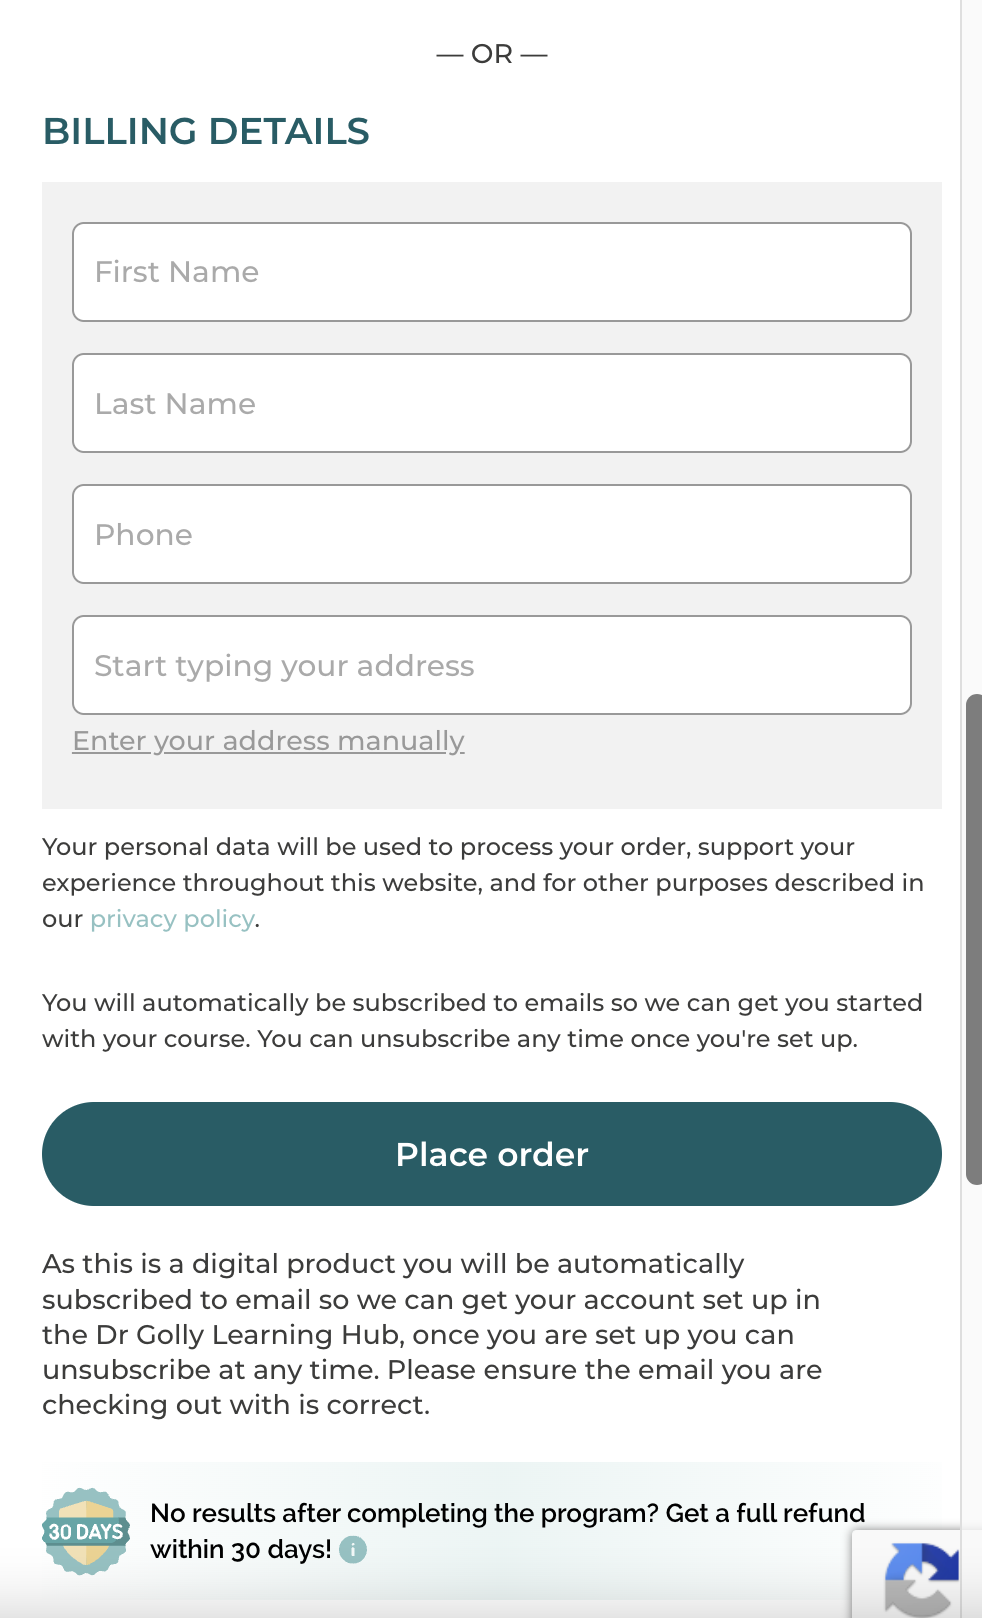 — OR —
BILLING DETAILS
First Name
Last Name
Phone
Start typing your address
Enter your address manually
Your personal data will be used to process your order, support your
experience throughout this website, and for other purposes described in
our privacy policy.
You will automatically be subscribed to emails so we can get you started
with your course. You can unsubscribe any time once you're set up.
Place order
As this is a digital product you will be automatically
subscribed to email so we can get your account set up in
the Dr Golly Learning Hub, once you are set up you can
unsubscribe at any time. Please ensure the email you are
checking out with is correct.
30 DAYS
No results after completing the program? Get a full refund
within 30 days! i